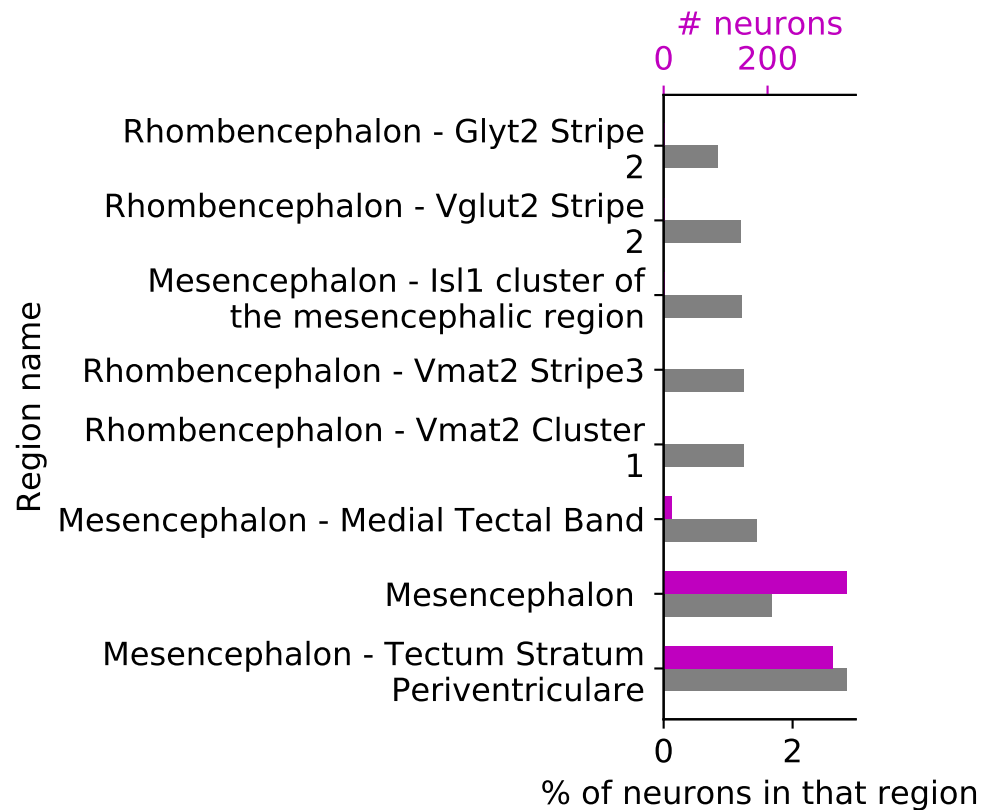 # neurons
0 200
Rhombencephalon - Glyt2 Stripe
2
Rhombencephalon - Vglut2 Stripe
2
Mesencephalon - Isl1 cluster of
the mesencephalic region
Rhombencephalon - Vmat2 Stripe3
Rhombencephalon - Vmat2 Cluster
1
Mesencephalon - Medial Tectal Band
Mesencephalon
Mesencephalon - Tectum Stratum
Periventriculare
Region name
0 2
% of neurons in that region